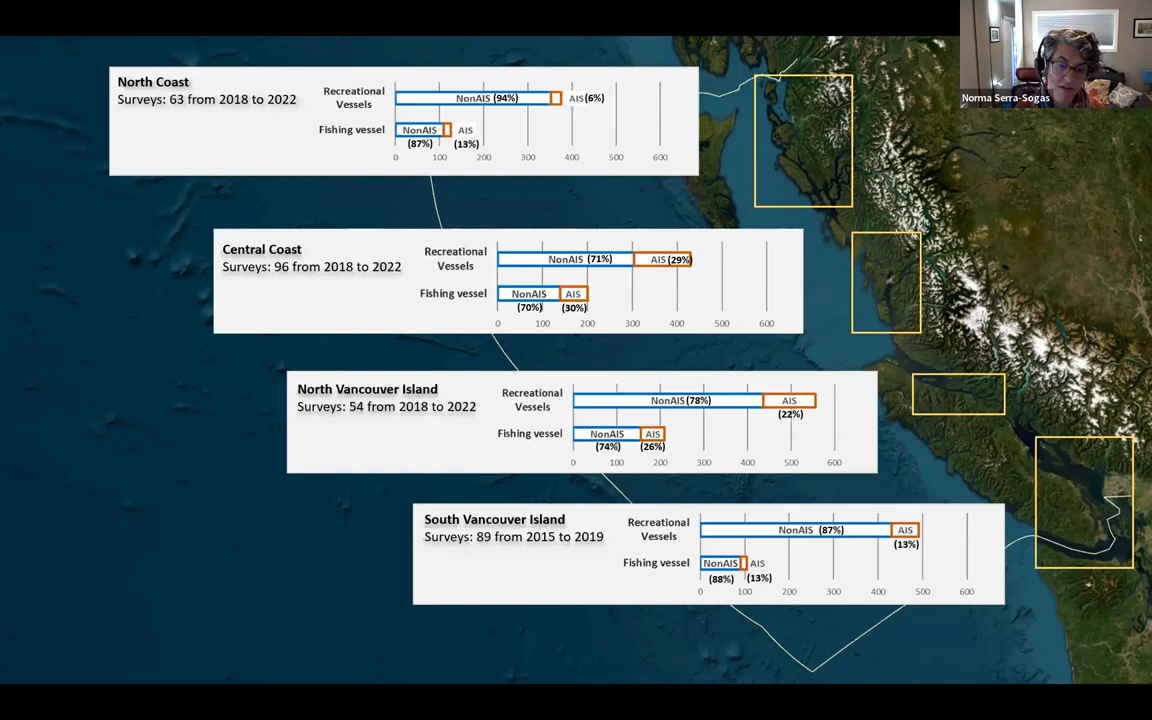 Norma Serra-Sogas
North Coast
Surveys: 63 from 2018 to 2022
Recreational
Vessels
NonAIS (94%)
AIS (6%)
Fishing vessel
NonAIS
AIS
(87%)
(13%)
0 100 200 300 400 500 600
Central Coast
Surveys: 96 from 2018 to 2022
Recreational
Vessels
NonAIS (71%)
AIS (29%)
Fishing vessel
NonAIS
AIS
(70%)
(30%)
0 100 200 300 400 500 600
North Vancouver Island
Surveys: 54 from 2018 to 2022
Recreational
Vessels
NonAIS (78%)
AIS
(22%)
Fishing vessel
NonAIS
AIS
(74%)
(26%)
0 100 200 300 400 500 600
South Vancouver Island
Surveys: 89 from 2015 to 2019
Recreational
Vessels
NonAIS (87%)
AIS
(13%)
Fishing vessel
NonAIS
AIS
(88%)
(13%)
0 100 200 300 400 500 600